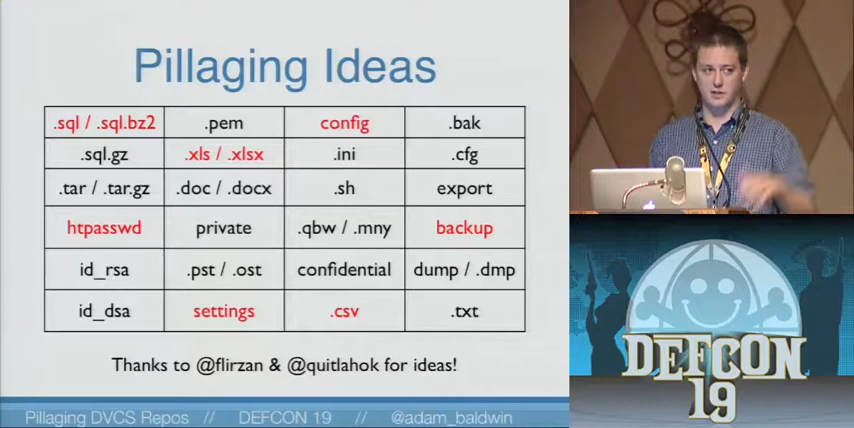 Pillaging Ideas
.sql / .sql.bz2 .pem config .bak
.sql.gz .xls / .xlsx .ini .cfg
.tar / .tar.gz .doc / .docx .sh export
htpasswd private .qbw / .mny backup
id_rsa .pst / .ost confidential dump / .dmp
id_dsa settings .csv .txt
Thanks to @flirzan & @quitlahok for ideas!
Pillaging DVCS Repos // DEFCON 19 // @adam_baldwin
DEFCON
19